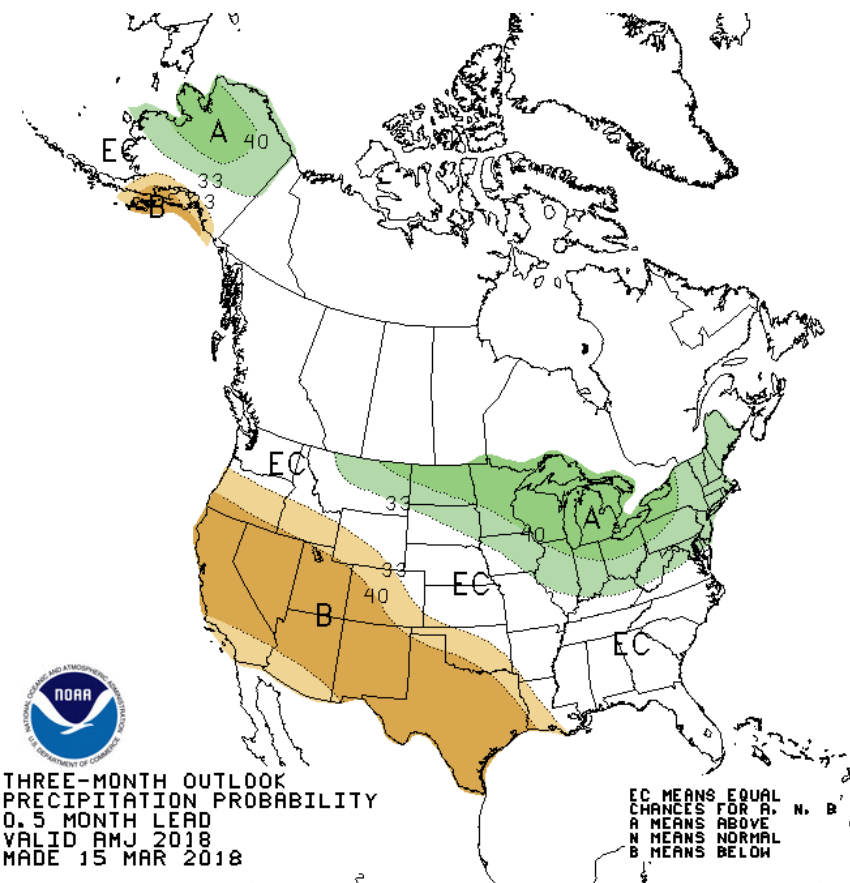 A
40
EC
33
B
3
EC
33
A
40
33
EC
40
B
EC
NATIONAL OCEANIC AND ATMOSPHERIC ADMINISTRATION
NOAA
U.S. DEPARTMENT OF COMMERCE
THREE-MONTH OUTLOOK
PRECIPITATION PROBABILITY
0.5 MONTH LEAD
VALID AMJ 2018
MADE 15 MAR 2018
EC MEANS EQUAL
CHANCES FOR A, N, B
A MEANS ABOVE
N MEANS NORMAL
B MEANS BELOW